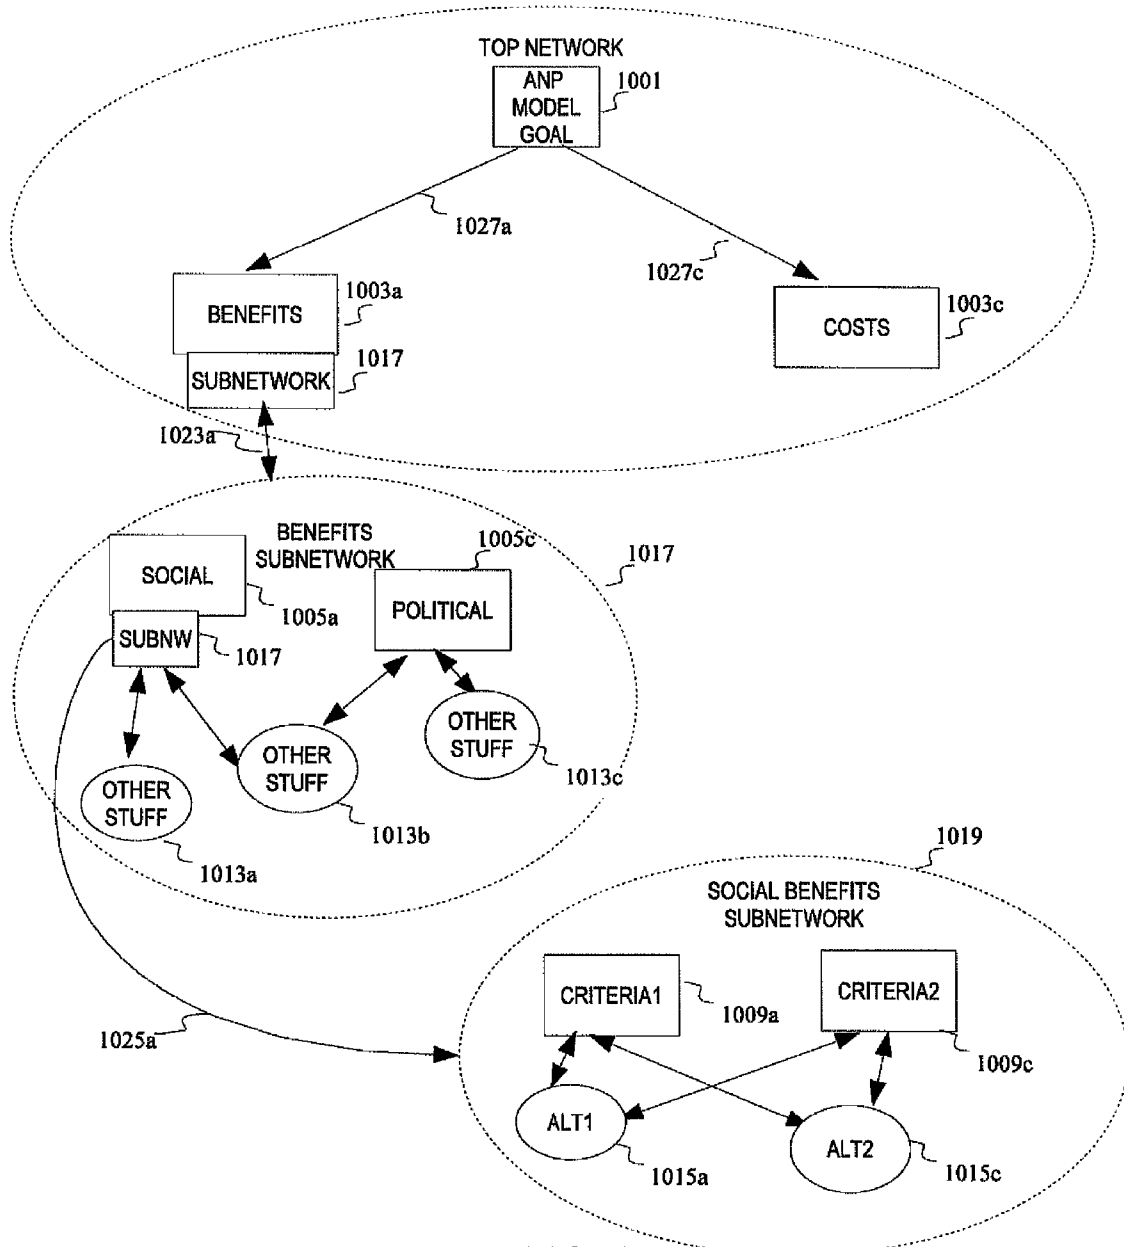 TOP NETWORK
ANP
MODEL
GOAL
1001
1027a
1027c
BENEFITS
1003a
COSTS
1003c
SUBNETWORK
1017
1023a
BENEFITS
SUBNETWORK
1005c
1017
SOCIAL
1005a
POLITICAL
SUBNW
1017
OTHER
STUFF
1013c
OTHER
STUFF
1013b
OTHER
STUFF
1013a
1019
SOCIAL BENEFITS
SUBNETWORK
CRITERIA1
1009a
CRITERIA2
1009c
1025a
ALT1
1015a
ALT2
1015c